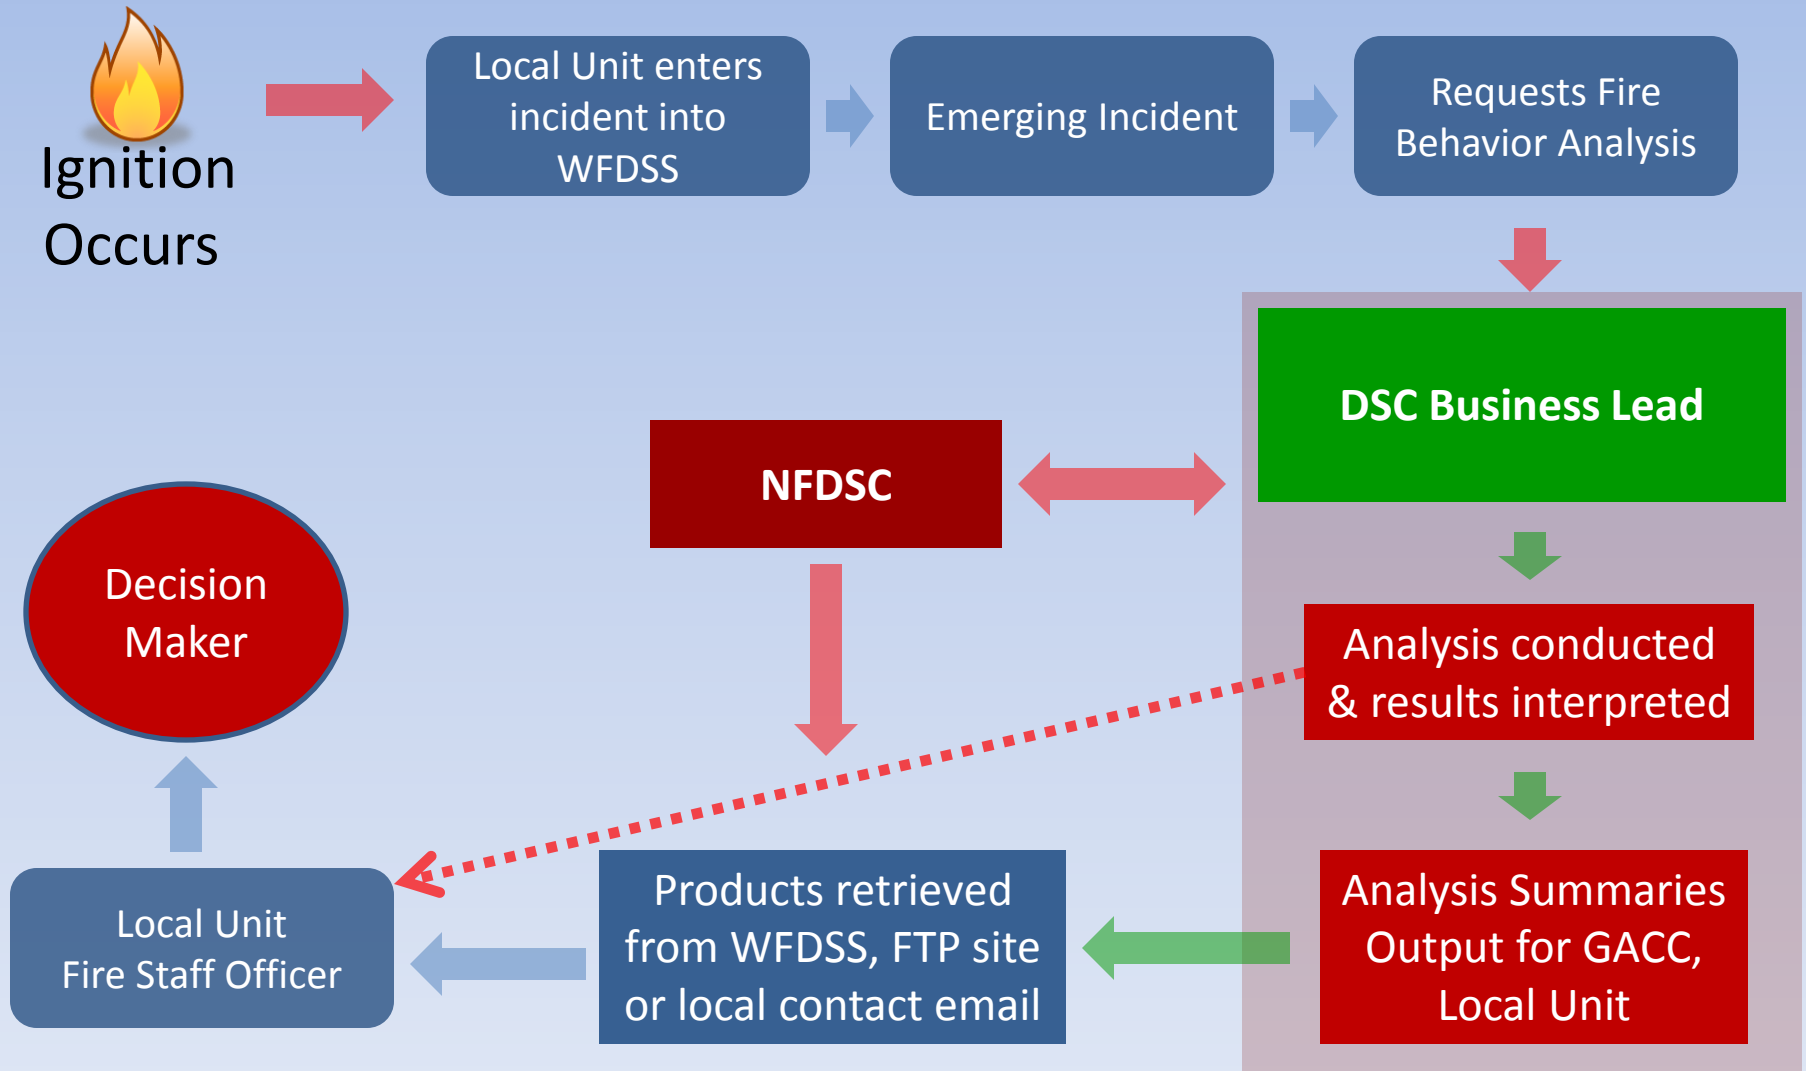 Ignition
Occurs
Local Unit enters
incident into
WFDSS
Emerging Incident
Requests Fire
Behavior Analysis
DSC Business Lead
NFDSC
Decision
Maker
Analysis conducted
& results interpreted
Analysis Summaries
Output for GACC,
Local Unit
Products retrieved
from WFDSS, FTP site
or local contact email
Local Unit
Fire Staff Officer